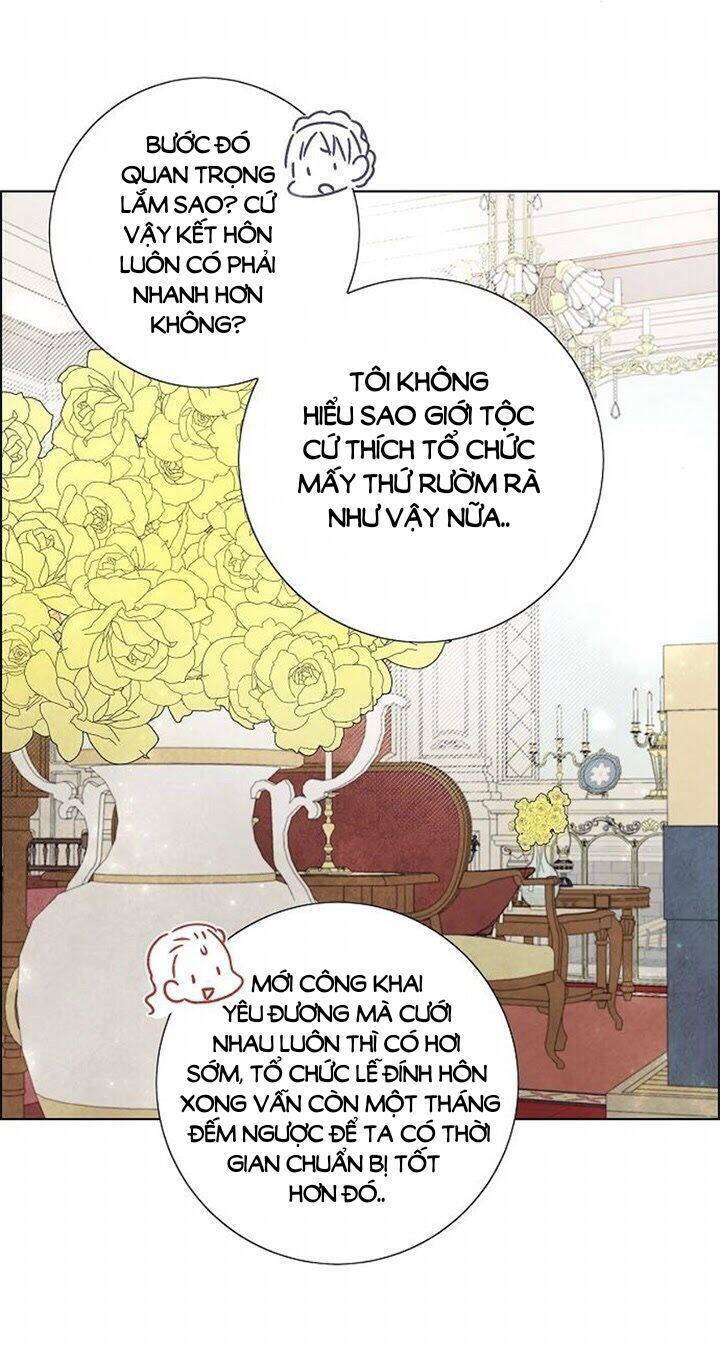 BƯỚC ĐÓ
QUAN TRỌNG
LẮM SAO? CỨ
VẬY KẾT HÔN
LUÔN CÓ PHẢI
NHANH HƠN
KHÔNG?
TÔI KHÔNG
HIỂU SAO GIỚI TỘC
CỨ THÍCH TỔ CHỨC
MẤY THỨ RƯỜM RÀ
NHƯ VẬY NỮA..
MỚI CÔNG KHAI
YÊU ĐƯƠNG MÀ CƯỚI
NHAU LUÔN THÌ CÓ HƠI
SỚM, TỔ CHỨC LỄ ĐÍNH HÔN
XONG VẪN CÒN MỘT THÁNG
ĐẾM NGƯỢC ĐỂ TA CÓ THỜI
GIAN CHUẨN BỊ TỐT
HƠN ĐÓ..